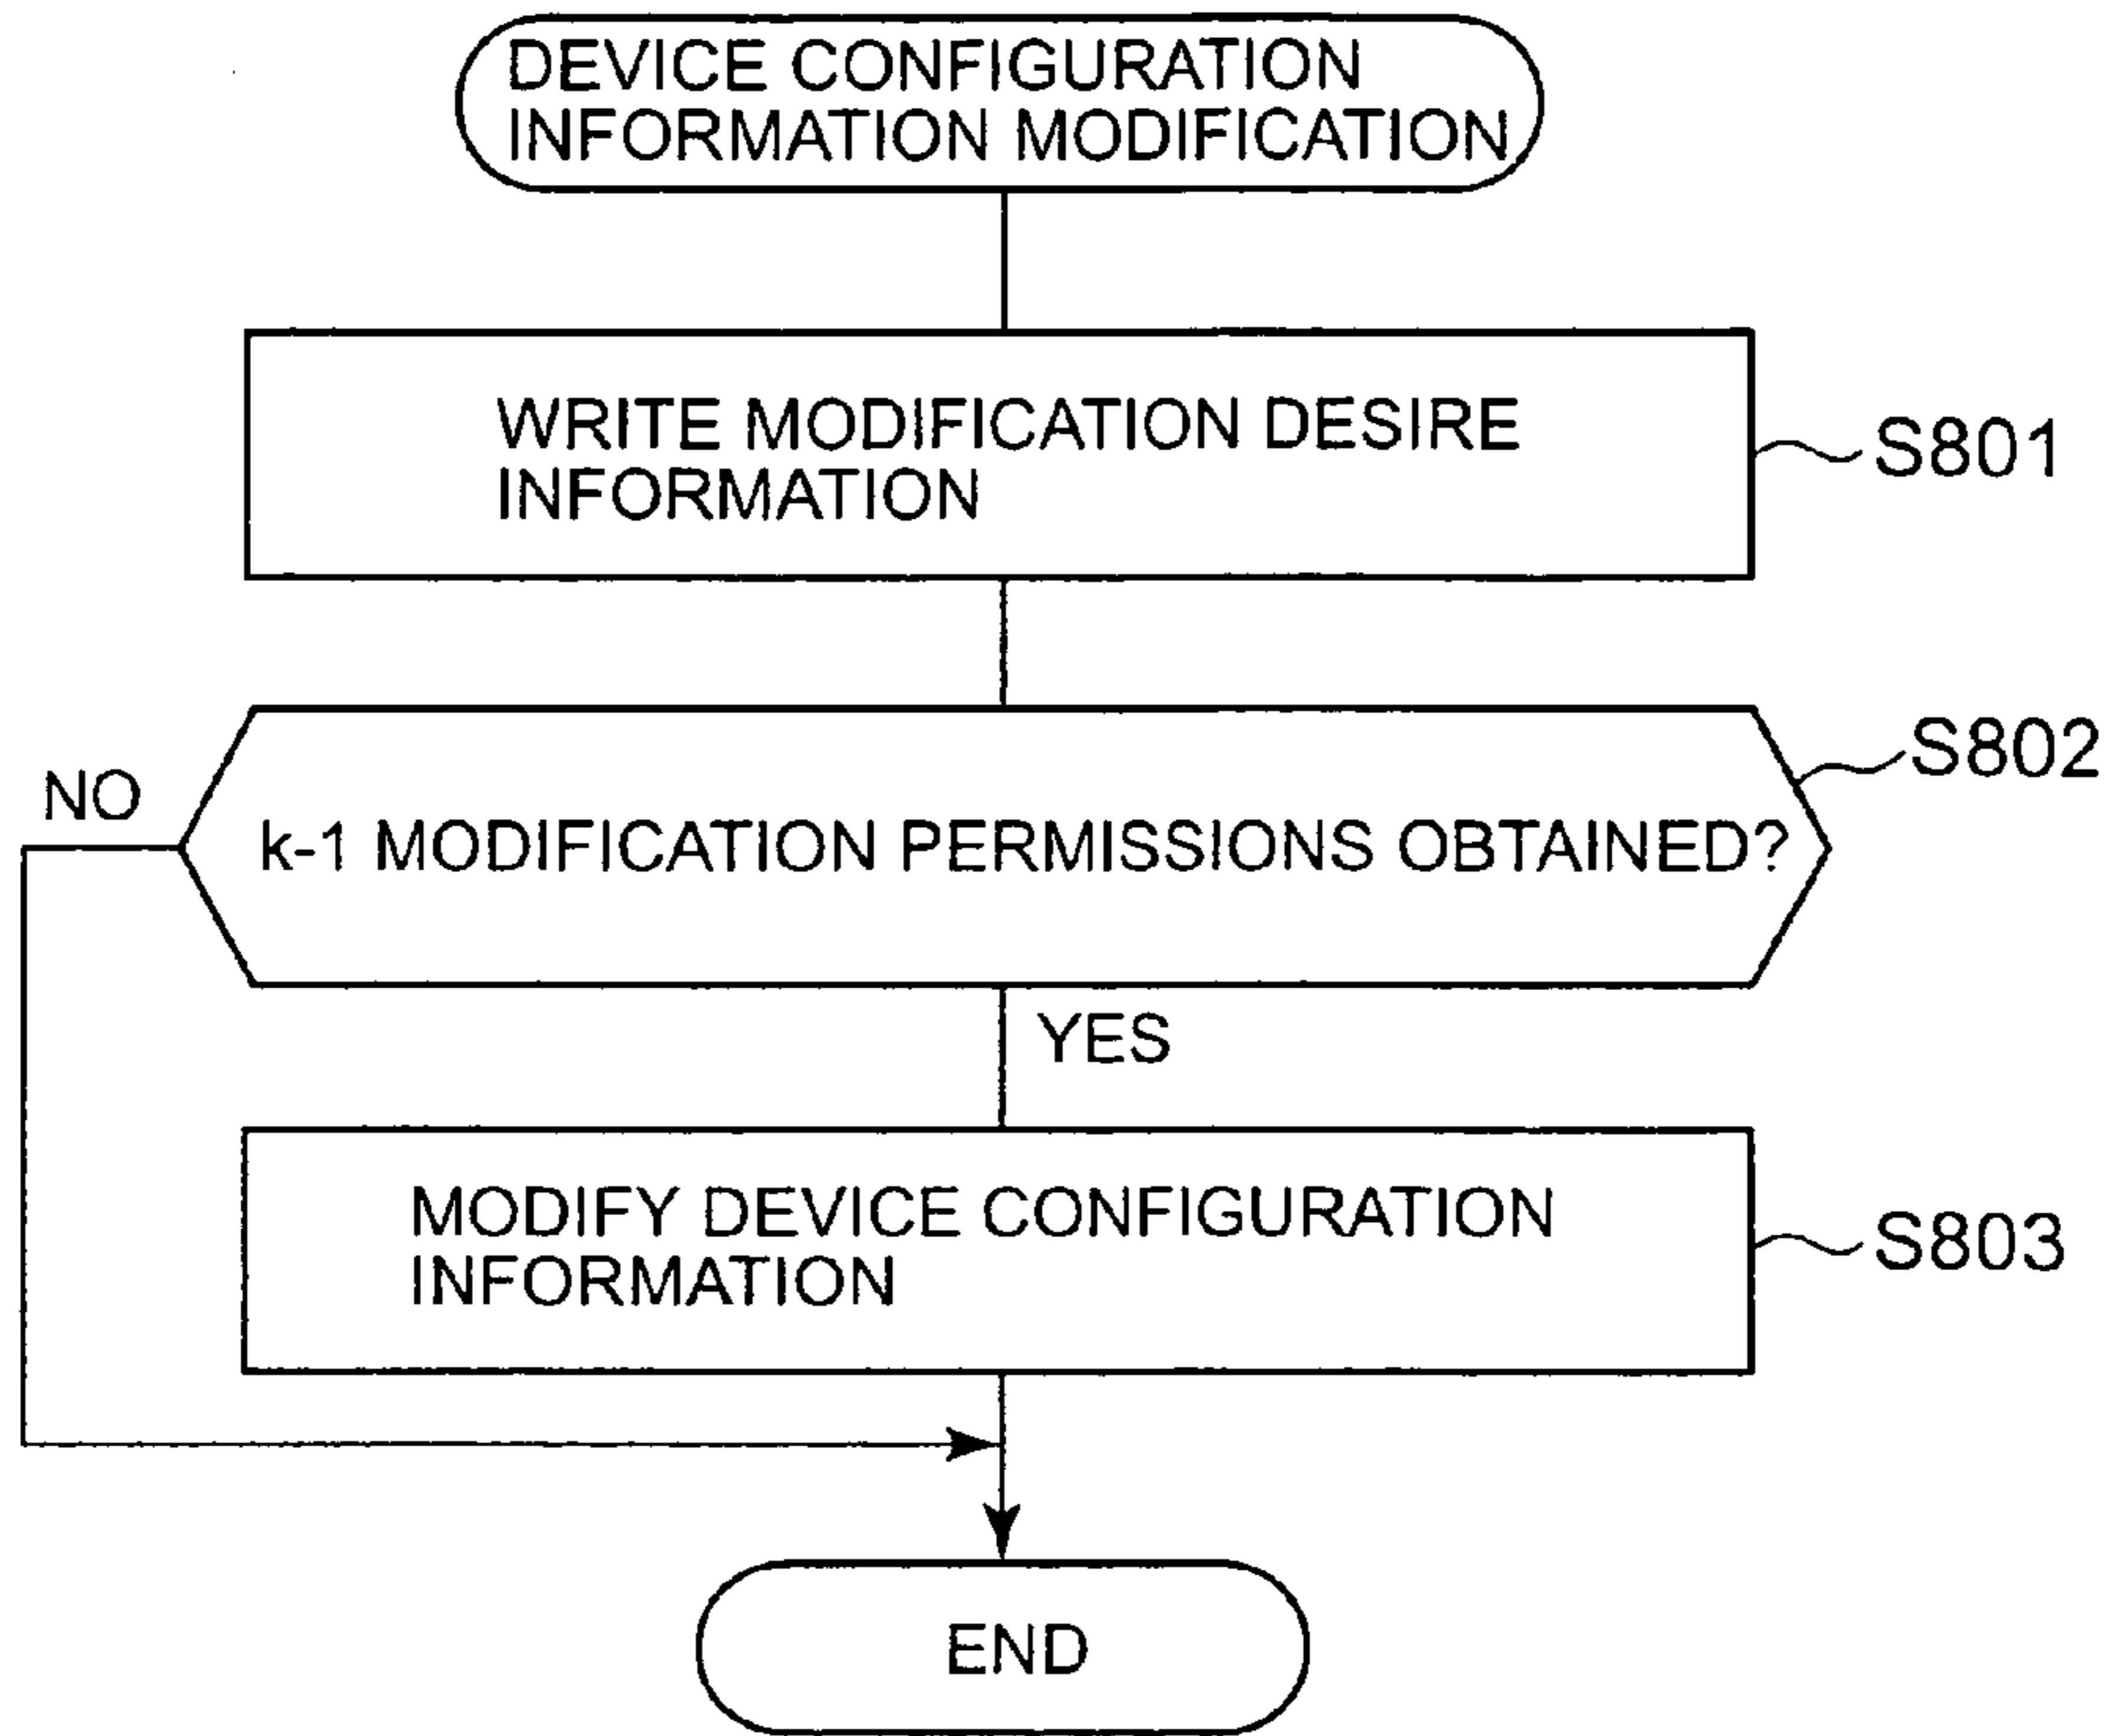 DEVICE CONFIGURATION
INFORMATION MODIFICATION
WRITE MODIFICATION DESIRE
INFORMATION
S801
S802
NO
k-1 MODIFICATION PERMISSIONS OBTAINED?
YES
MODIFY DEVICE CONFIGURATION
INFORMATION
S803
END